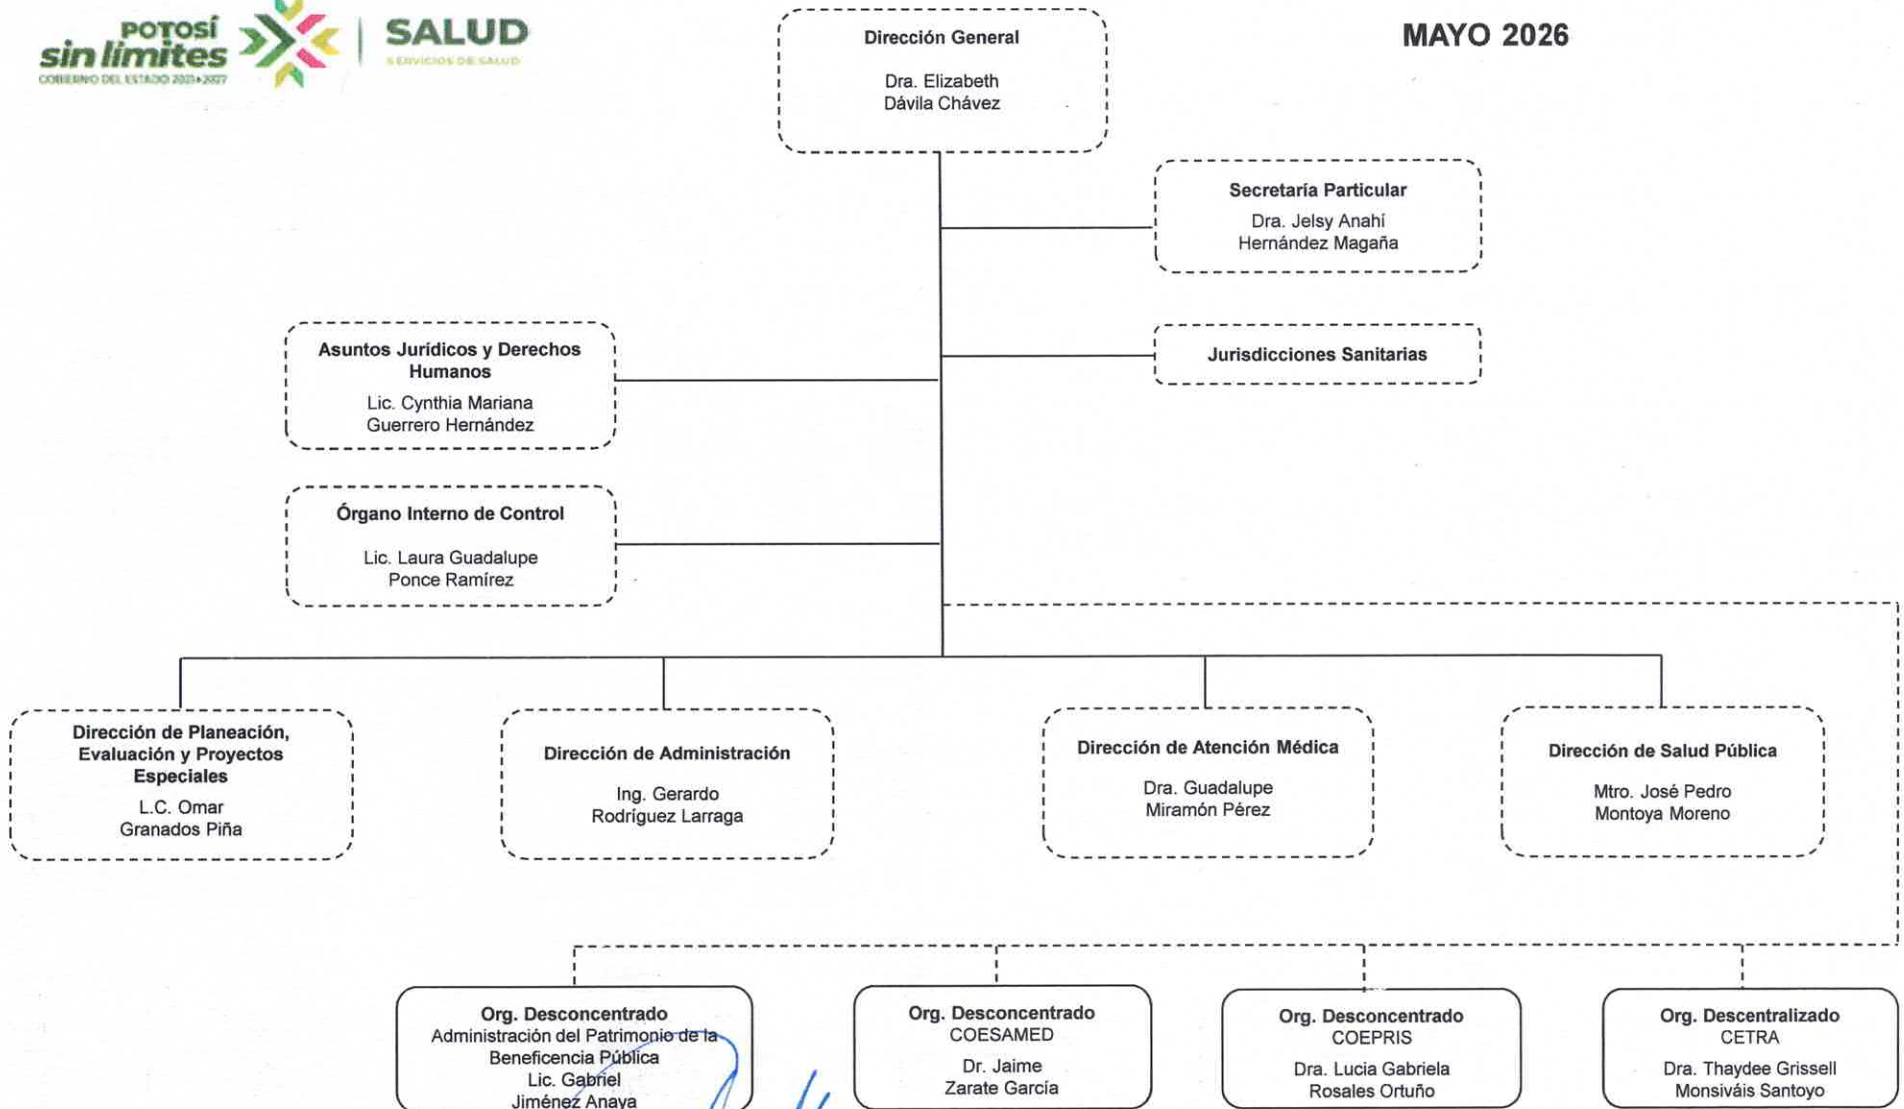 POTOSÍ
sin límites
GOBIERNO DEL ESTADO 2021•2027
SALUD
SERVICIOS DE SALUD
MAYO 2026
Dirección General
Dra. Elizabeth
Dávila Chávez
Secretaría Particular
Dra. Jelsy Anahí
Hernández Magaña
Asuntos Jurídicos y Derechos
Humanos
Lic. Cynthia Mariana
Guerrero Hernández
Jurisdicciones Sanitarias
Órgano Interno de Control
Lic. Laura Guadalupe
Ponce Ramírez
Dirección de Planeación,
Evaluación y Proyectos
Especiales
L.C. Omar
Granados Piña
Dirección de Administración
Ing. Gerardo
Rodríguez Larraga
Dirección de Atención Médica
Dra. Guadalupe
Miramón Pérez
Dirección de Salud Pública
Mtro. José Pedro
Montoya Moreno
Org. Desconcentrado
Administración del Patrimonio de la
Beneficencia Pública
Lic. Gabriel
Jiménez Anaya
Org. Desconcentrado
COESAMED
Dr. Jaime
Zarate García
Org. Desconcentrado
COEPRIS
Dra. Lucia Gabriela
Rosales Ortuño
Org. Descentralizado
CETRA
Dra. Thaydee Grissell
Monsiváis Santoyo